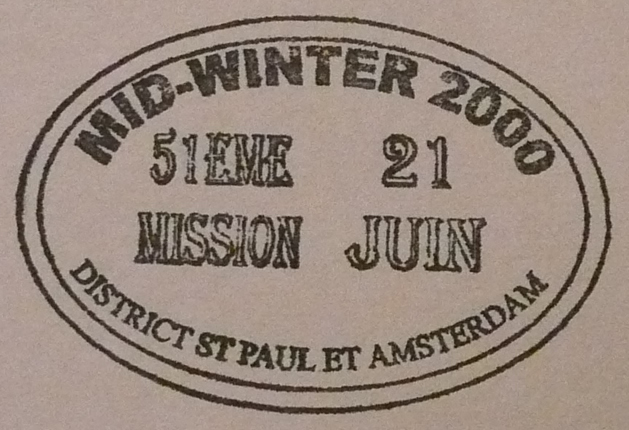 MID-WINTER 2000
51EME 21
MISSION JUIN
DISTRICT ST PAUL ET AMSTERDAM